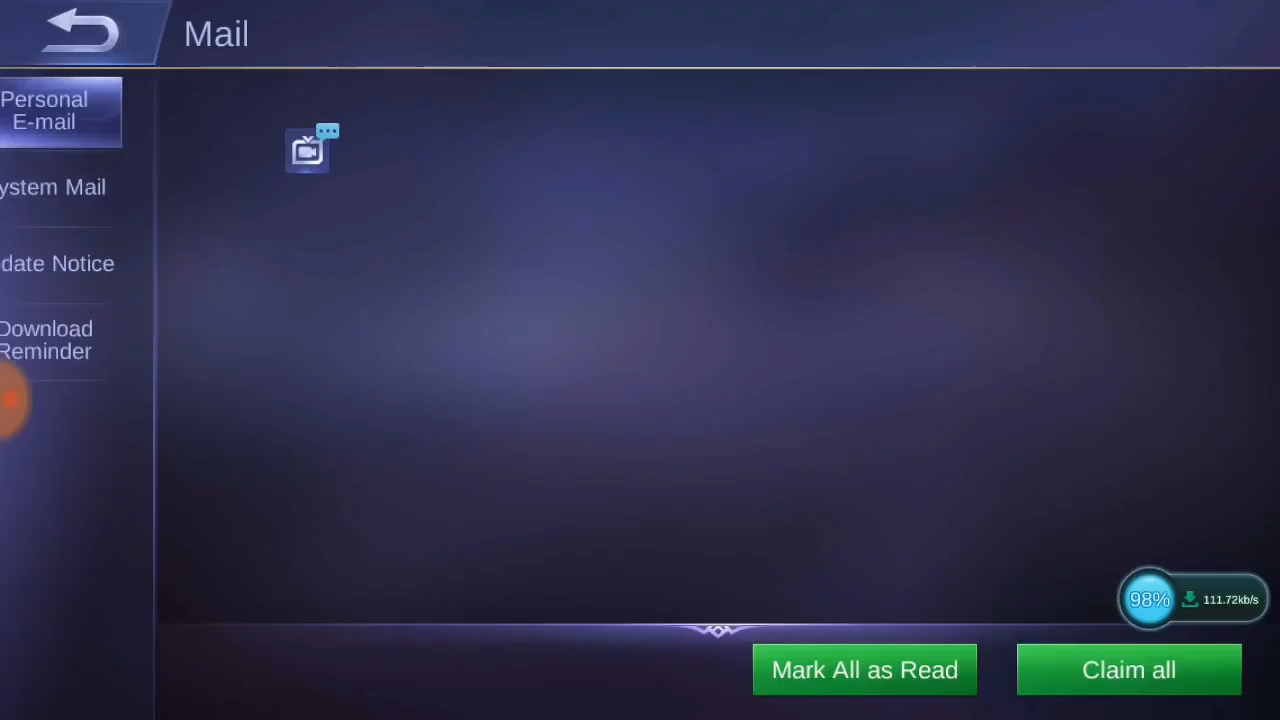 Mail
Personal
E-mail
ystem Mail
date Notice
Download
Reminder
98%
111.72kb/s
Mark All as Read
Claim all